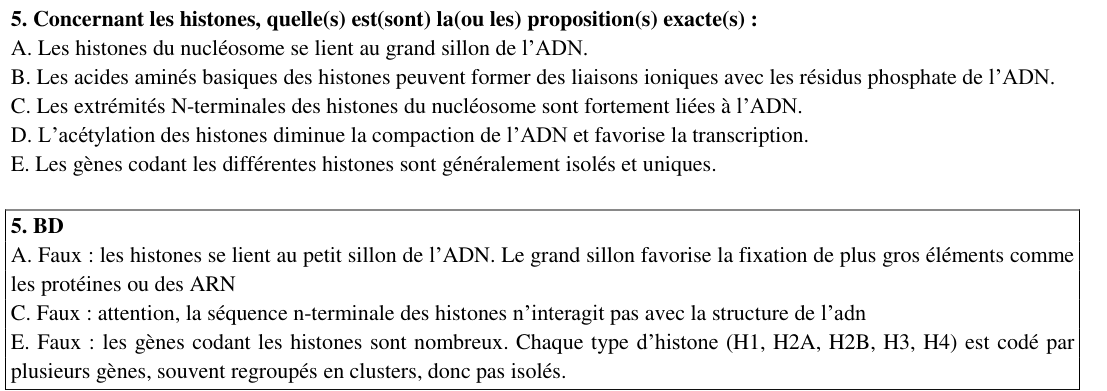 5. Concernant les histones, quelle(s) est(sont) la(ou les) proposition(s) exacte(s) :
A. Les histones du nucléosome se lient au grand sillon de l’ADN.
B. Les acides aminés basiques des histones peuvent former des liaisons ioniques avec les résidus phosphate de l’ADN.
C. Les extrémités N-terminales des histones du nucléosome sont fortement liées à l’ADN.
D. L’acétylation des histones diminue la compaction de l’ADN et favorise la transcription.
E. Les gènes codant les différentes histones sont généralement isolés et uniques.
5. BD
A. Faux : les histones se lient au petit sillon de l’ADN. Le grand sillon favorise la fixation de plus gros éléments comme
les protéines ou des ARN
C. Faux : attention, la séquence n-terminale des histones n’interagit pas avec la structure de l’adn
E. Faux : les gènes codant les histones sont nombreux. Chaque type d’histone (H1, H2A, H2B, H3, H4) est codé par
plusieurs gènes, souvent regroupés en clusters, donc pas isolés.